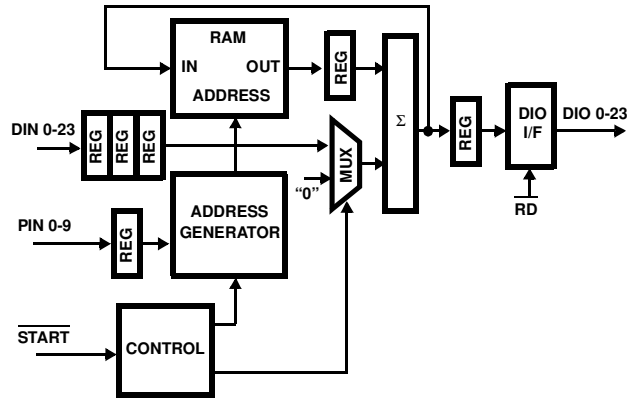 RAM
IN OUT
ADDRESS
REG
Σ
DIN 0-23
REG
REG
REG
MUX
"0"
REG
DIO
I/F
DIO 0-23
RD
PIN 0-9
REG
ADDRESS
GENERATOR
START
CONTROL